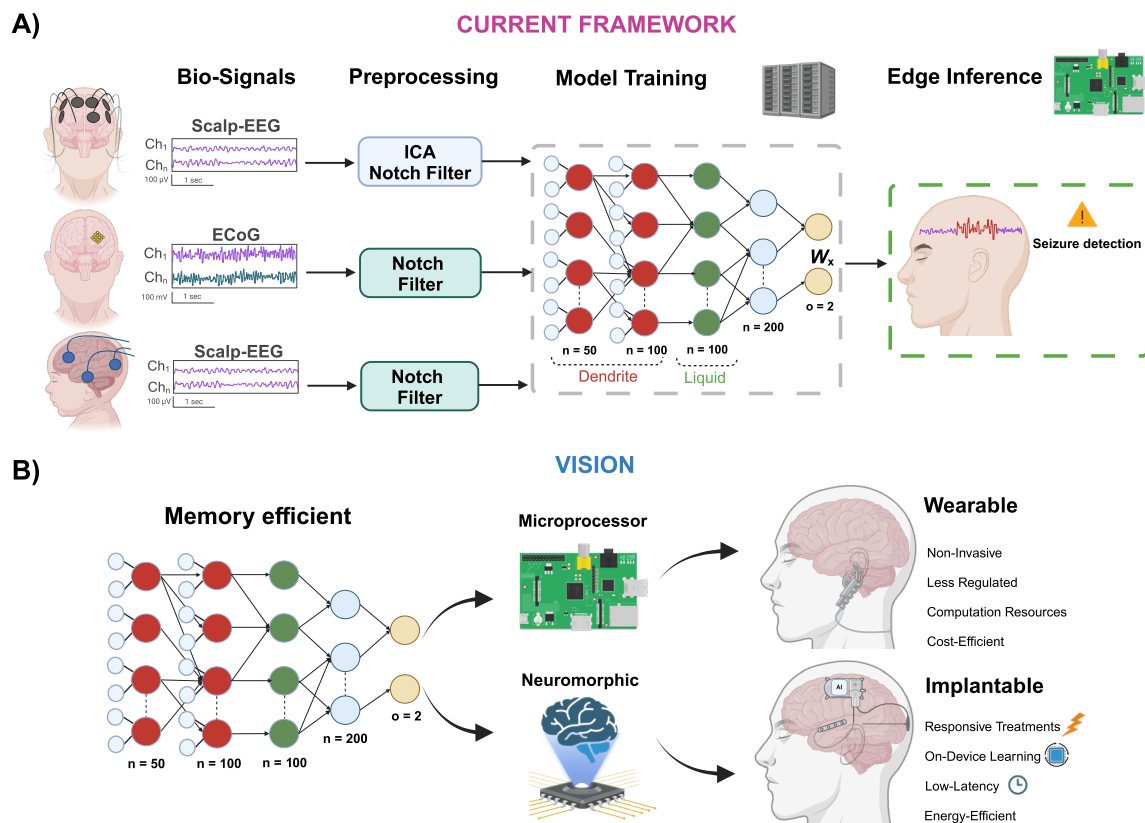 A)
CURRENT FRAMEWORK
Bio-Signals
Preprocessing
Model Training
Edge Inference
Scalp-EEG
Ch1
Chn
100 µV
1 sec
ICA
Notch Filter
ECoG
Ch1
Chn
100 mV
1 sec
Notch
Filter
Scalp-EEG
Ch1
Chn
100 µV
1 sec
Notch
Filter
Wx
o = 2
n = 200
n = 50
n = 100
n = 100
Dendrite
Liquid
!
Seizure detection
B)
VISION
Memory efficient
o = 2
n = 200
n = 50
n = 100
n = 100
Microprocessor
Neuromorphic
Wearable
Non-Invasive
Less Regulated
Computation Resources
Cost-Efficient
AI
Implantable
Responsive Treatments
On-Device Learning
Low-Latency
Energy-Efficient